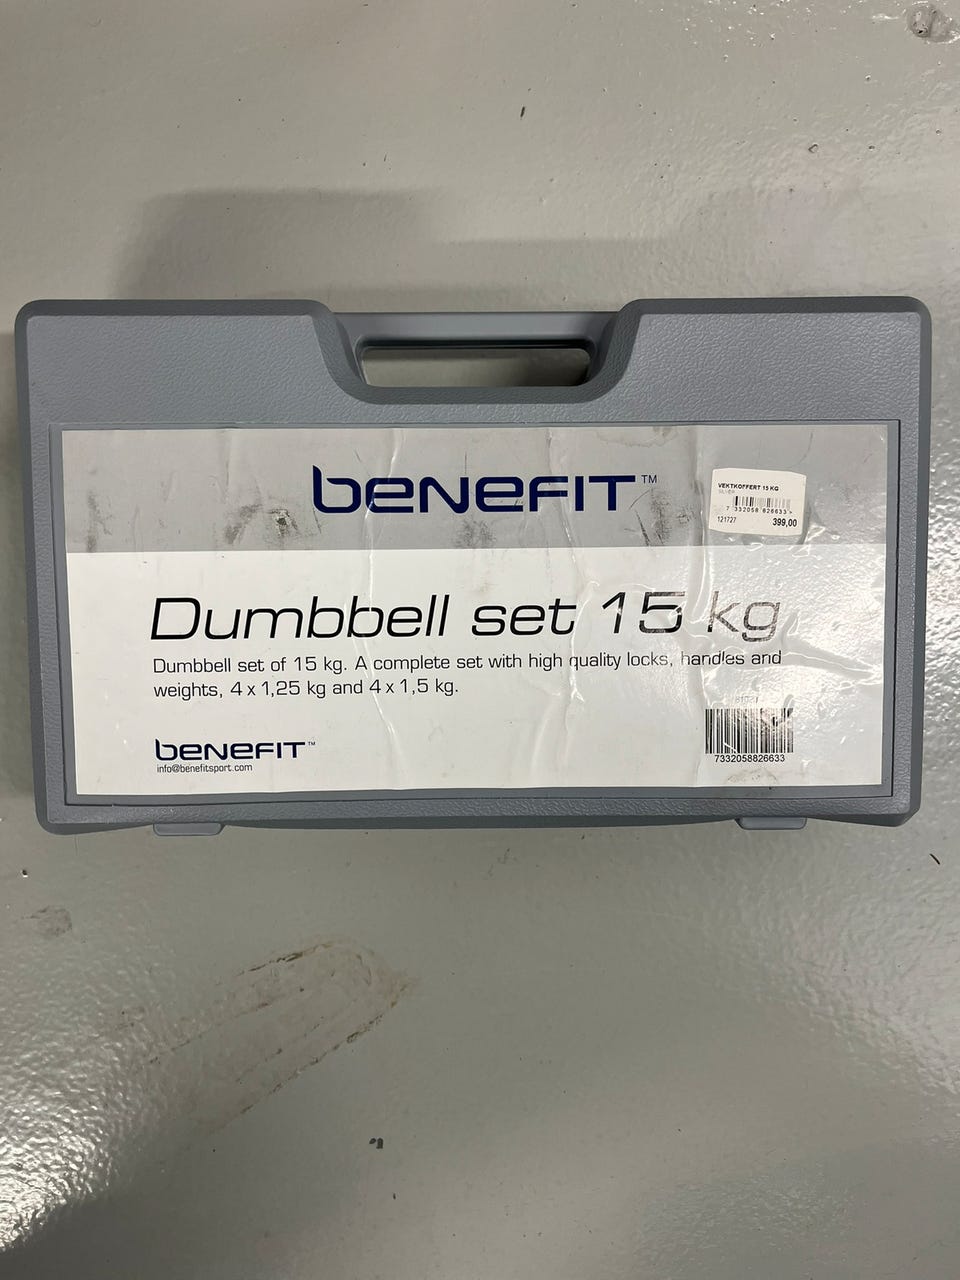 benefit™
VEKTKOFFERT 15 KG
SILVER
7 332058 826633 >
121727 399,00
Dumbbell set 15 kg
Dumbbell set of 15 kg. A complete set with high quality locks, handles and
weights, 4 x 1,25 kg and 4 x 1,5 kg.
benefit™
info@benefitsport.com
7332058826633